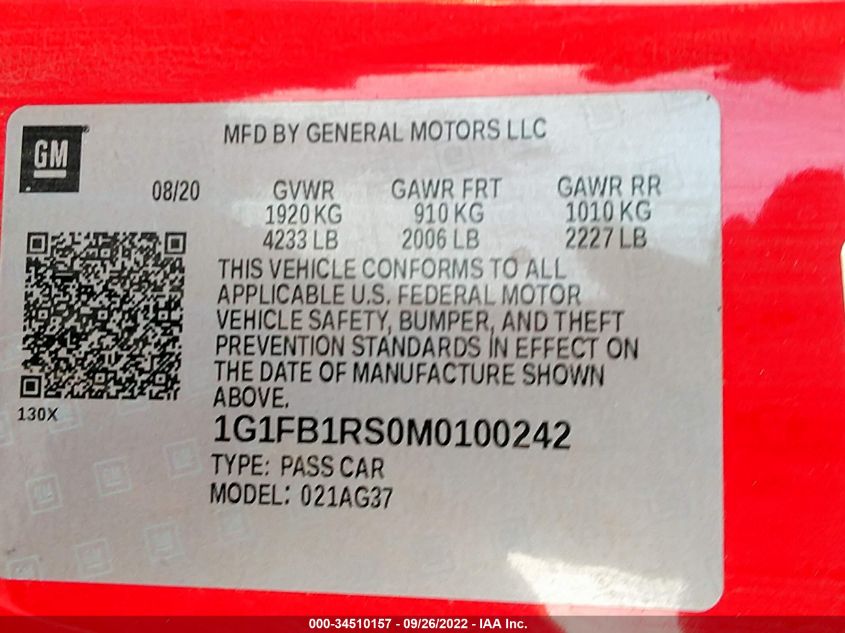 MFD BY GENERAL MOTORS LLC
GM
08/20 GVWR GAWR FRT GAWR RR
1920 KG 910 KG 1010 KG
4233 LB 2006 LB 2227 LB
THIS VEHICLE CONFORMS TO ALL
APPLICABLE U.S. FEDERAL MOTOR
VEHICLE SAFETY, BUMPER, AND THEFT
PREVENTION STANDARDS IN EFFECT ON
THE DATE OF MANUFACTURE SHOWN
ABOVE.
130X
1G1FB1RS0M0100242
TYPE: PASS CAR
MODEL: 021AG37
000-34510157 - 09/26/2022 - IAA Inc.